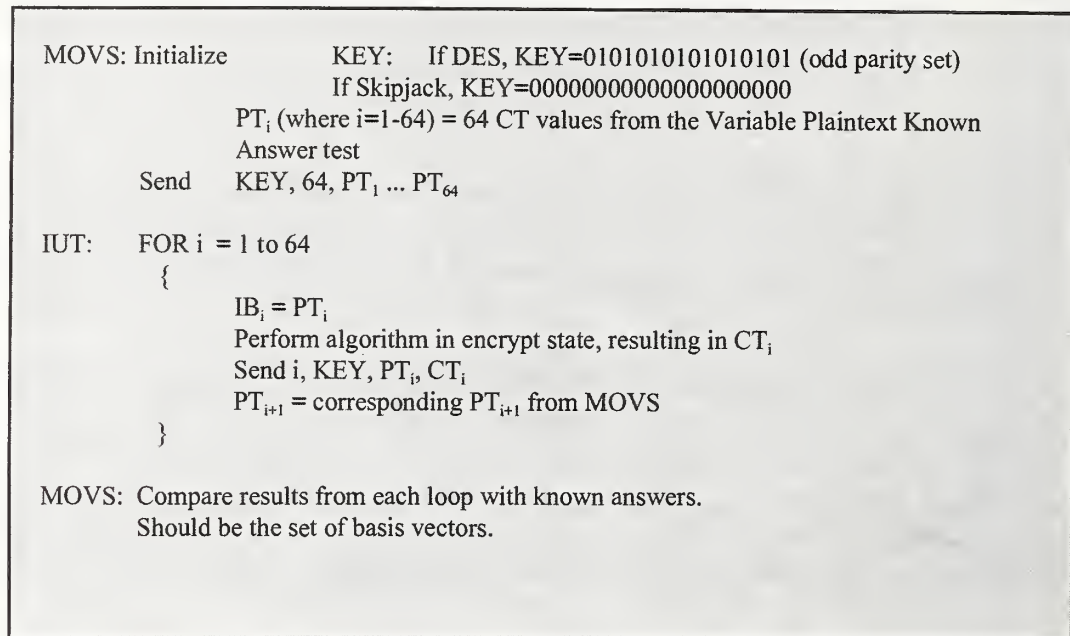 MOVS: Initialize KEY: If DES, KEY=0101010101010101 (odd parity set)
If Skipjack, KEY=00000000000000000000
PTi (where i=1-64) = 64 CT values from the Variable Plaintext Known
Answer test
Send KEY, 64, PT1 ... PT64
IUT: FOR i = 1 to 64
{
IBi = PTi
Perform algorithm in encrypt state, resulting in CTi
Send i, KEY, PTi, CTi
PTi+1 = corresponding PTi+1 from MOVS
}
MOVS: Compare results from each loop with known answers.
Should be the set of basis vectors.